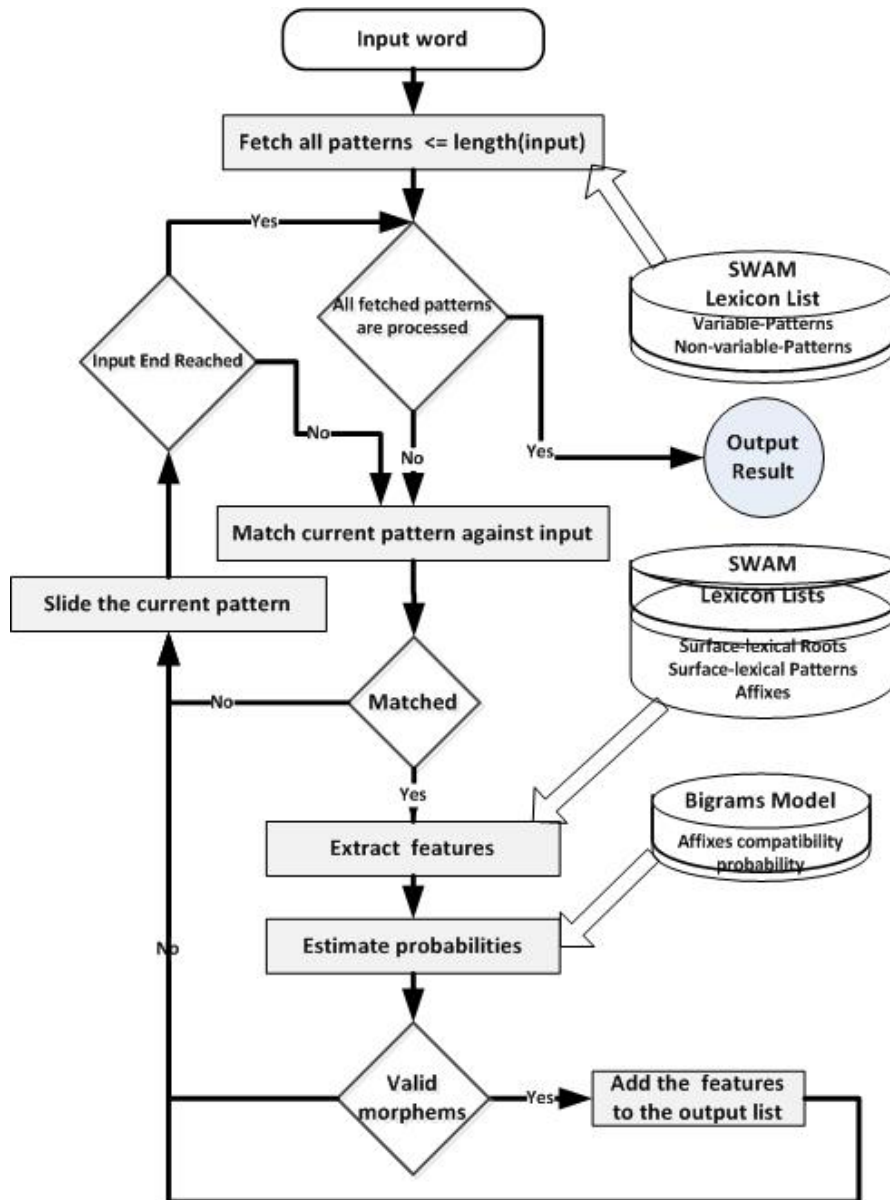 Input word
Fetch all patterns <= length(input)
Yes
All fetched patterns
are processed
SWAM
Lexicon List
Variable-Patterns
Non-variable-Patterns
Input End Reached
No
No
Yes
Output
Result
Match current pattern against input
SWAM
Lexicon Lists
Surface-lexical Roots
Surface-lexical Patterns
Affixes
Slide the current pattern
No
Matched
Yes
Bigrams Model
Affixes compatibility
probability
Extract features
Estimate probabilities
No
Valid
morphems
Yes
Add the features
to the output list